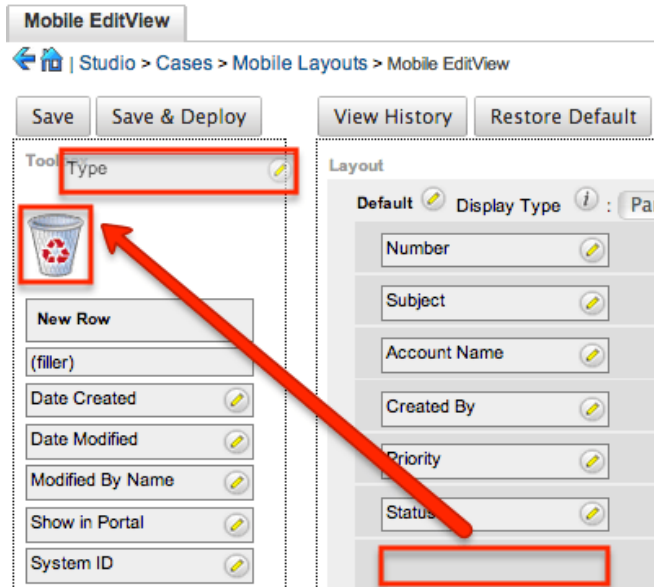 Mobile EditView
| Studio > Cases > Mobile Layouts > Mobile EditView
Save Save & Deploy View History Restore Default
Type
Layout
Default Display Type i :
New Row
(filler)
Date Created
Date Modified
Modified By Name
Show in Portal
System ID
Number
Subject
Account Name
Created By
Priority
Status